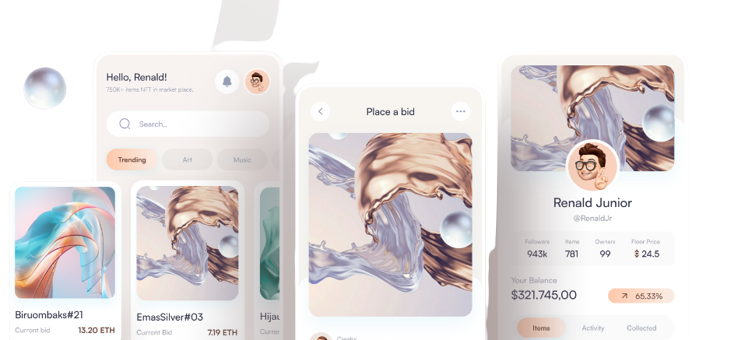 Hello, Renald!
750K+ items NFT in market place.
Search...
Trending
Art
Music
Biruombaks#21
Current bid
13.20 ETH
EmasSilver#03
Current Bid
7.19 ETH
Hijau
Place a bid
Creator
Renald Junior
@RenaldJr
Followers
Items
Owners
Floor Price
943k
781
99
24.5
Your Balance
$321.745,00
65.33%
Items
Activity
Collected